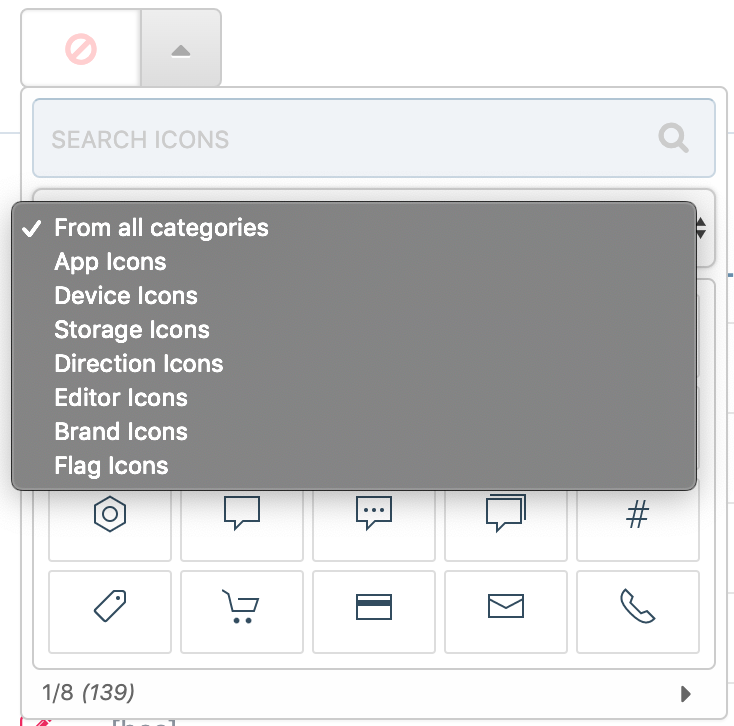 SEARCH ICONS
From all categories
App Icons
Device Icons
Storage Icons
Direction Icons
Editor Icons
Brand Icons
Flag Icons
#
1/8 (139)